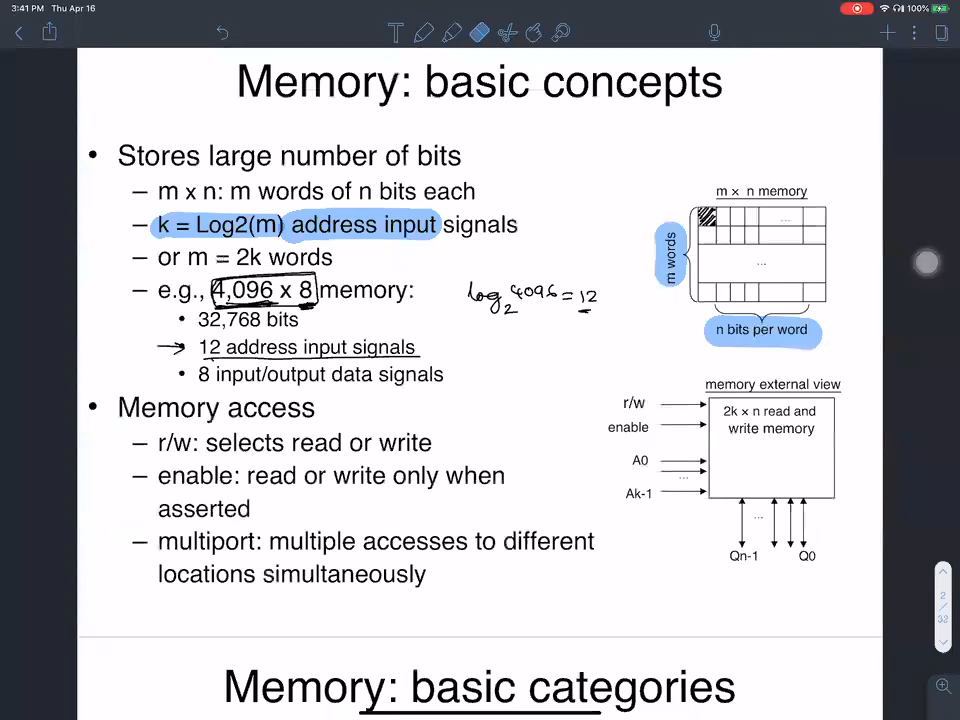 3:41 PM Thu Apr 16
100%
Memory: basic concepts
• Stores large number of bits
– m x n: m words of n bits each
– k = Log2(m) address input signals
– or m = 2k words
– e.g., 4,096 x 8 memory:
log₂4096 = 12
• 32,768 bits
→ 12 address input signals
• 8 input/output data signals
• Memory access
– r/w: selects read or write
– enable: read or write only when
asserted
– multiport: multiple accesses to different
locations simultaneously
m × n memory
...
m words
...
n bits per word
memory external view
r/w
enable
A0
...
Ak-1
2k × n read and
write memory
...
Qn-1
Q0
2
/
33
Memory: basic categories